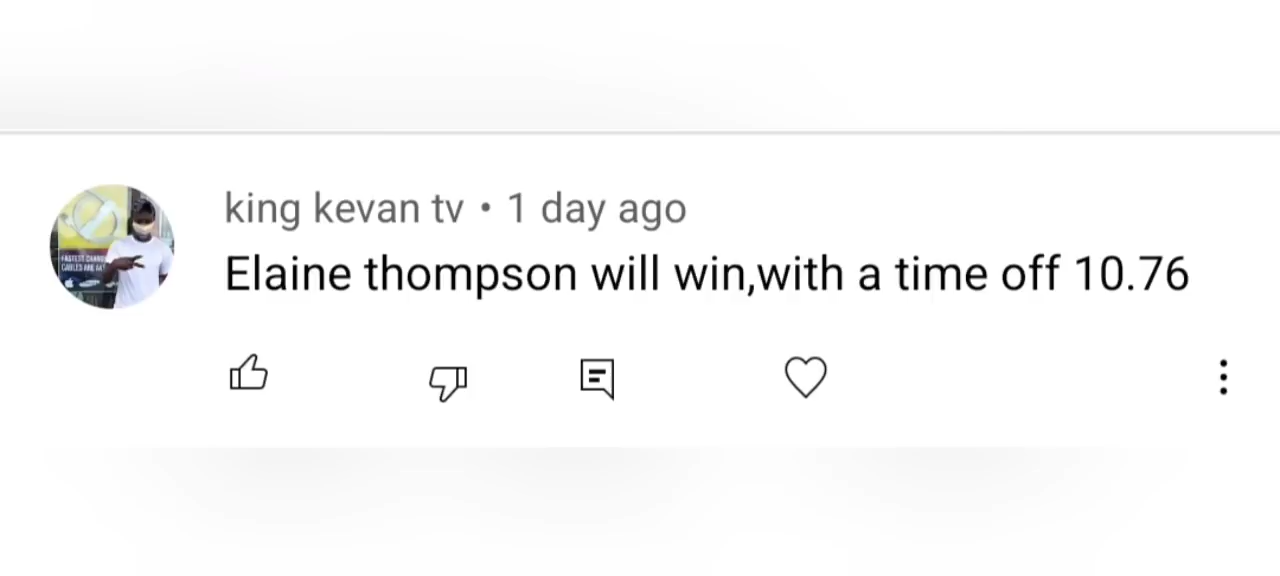 king kevan tv • 1 day ago
Elaine thompson will win,with a time off 10.76